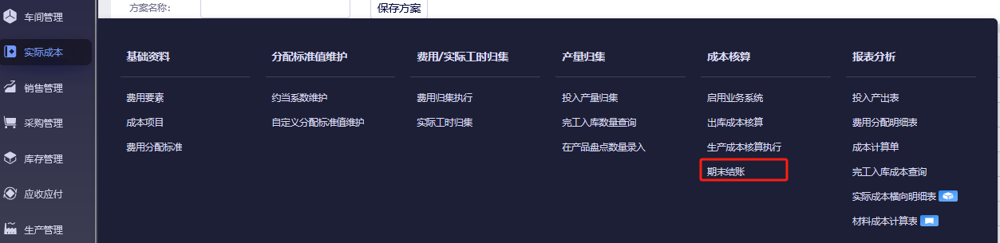 方案名称：
保存方案
车间管理
实际成本
销售管理
采购管理
库存管理
应收应付
生产管理
基础资料
费用要素
成本项目
费用分配标准
分配标准值维护
约当系数维护
自定义分配标准值维护
费用/实际工时归集
费用归集执行
实际工时归集
产量归集
投入产量归集
完工入库数量查询
在产品盘点数量录入
成本核算
启用业务系统
出库成本核算
生产成本核算执行
期末结账
报表分析
投入产出表
费用分配明细表
成本计算单
完工入库成本查询
实际成本横向明细表
材料成本计算表